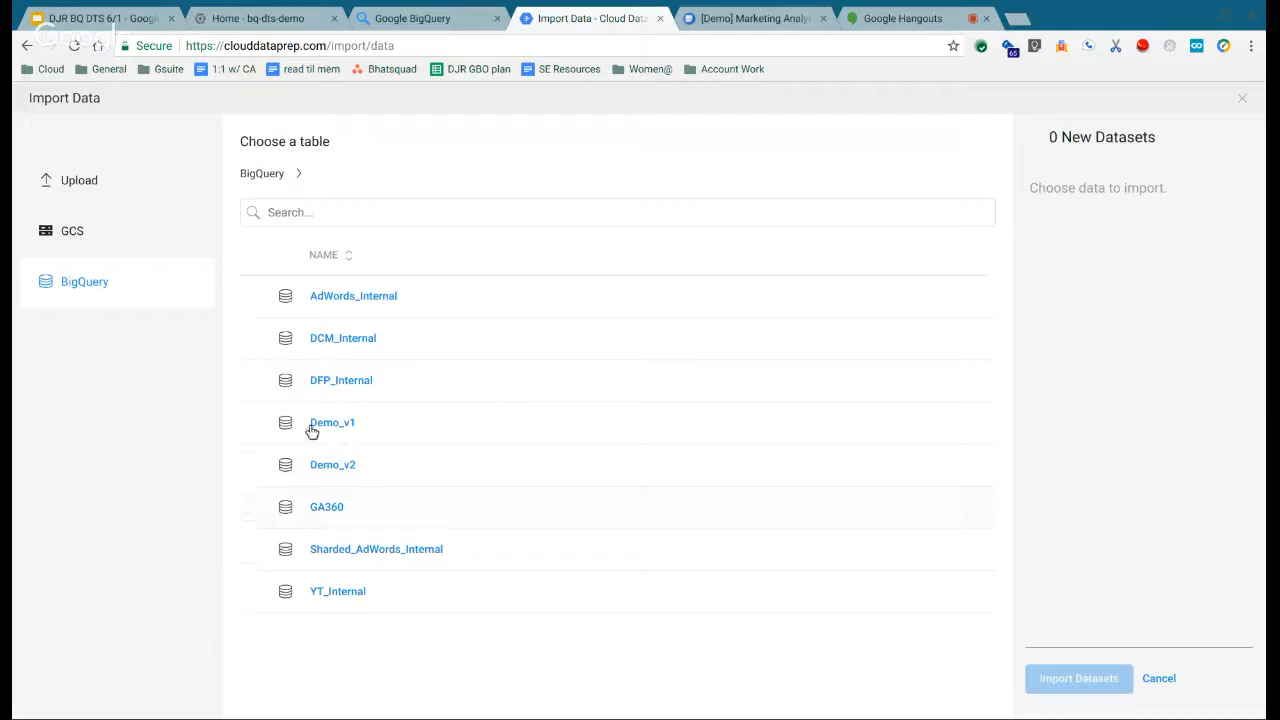 DJR BQ DTS 6/1 - Googl
Home - bq-dts-demo
Google BigQuery
Import Data - Cloud Data
[Demo] Marketing Analyt
Google Hangouts
Google
Secure
https://clouddataprep.com/import/data
65
Cloud
General
Gsuite
1:1 w/ CA
read til mem
Bhatsquad
DJR GBO plan
SE Resources
Women@
Account Work
Import Data
Upload
GCS
BigQuery
Choose a table
BigQuery
Search...
NAME
AdWords_Internal
DCM_Internal
DFP_Internal
Demo_v1
Demo_v2
GA360
Sharded_AdWords_Internal
YT_Internal
0 New Datasets
Choose data to import.
Import Datasets
Cancel